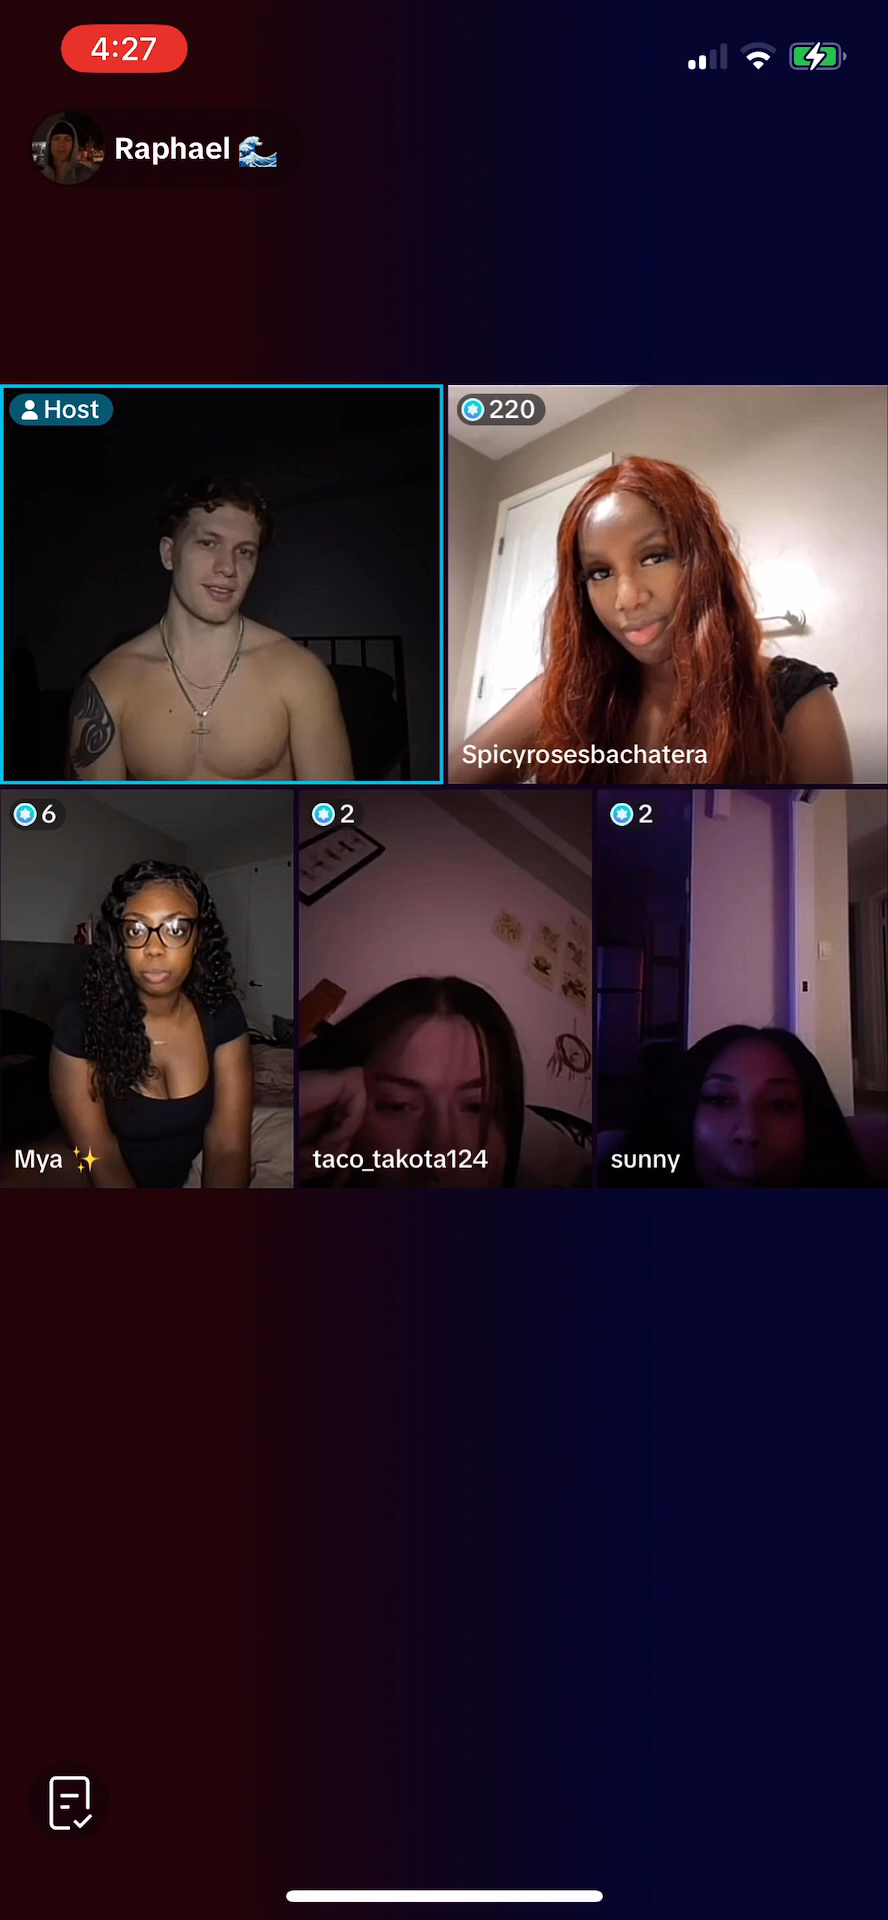 4:27
Raphael 🌊
Host
220
Spicyrosesbachatera
6
2
2
Mya ✨
taco_takota124
sunny